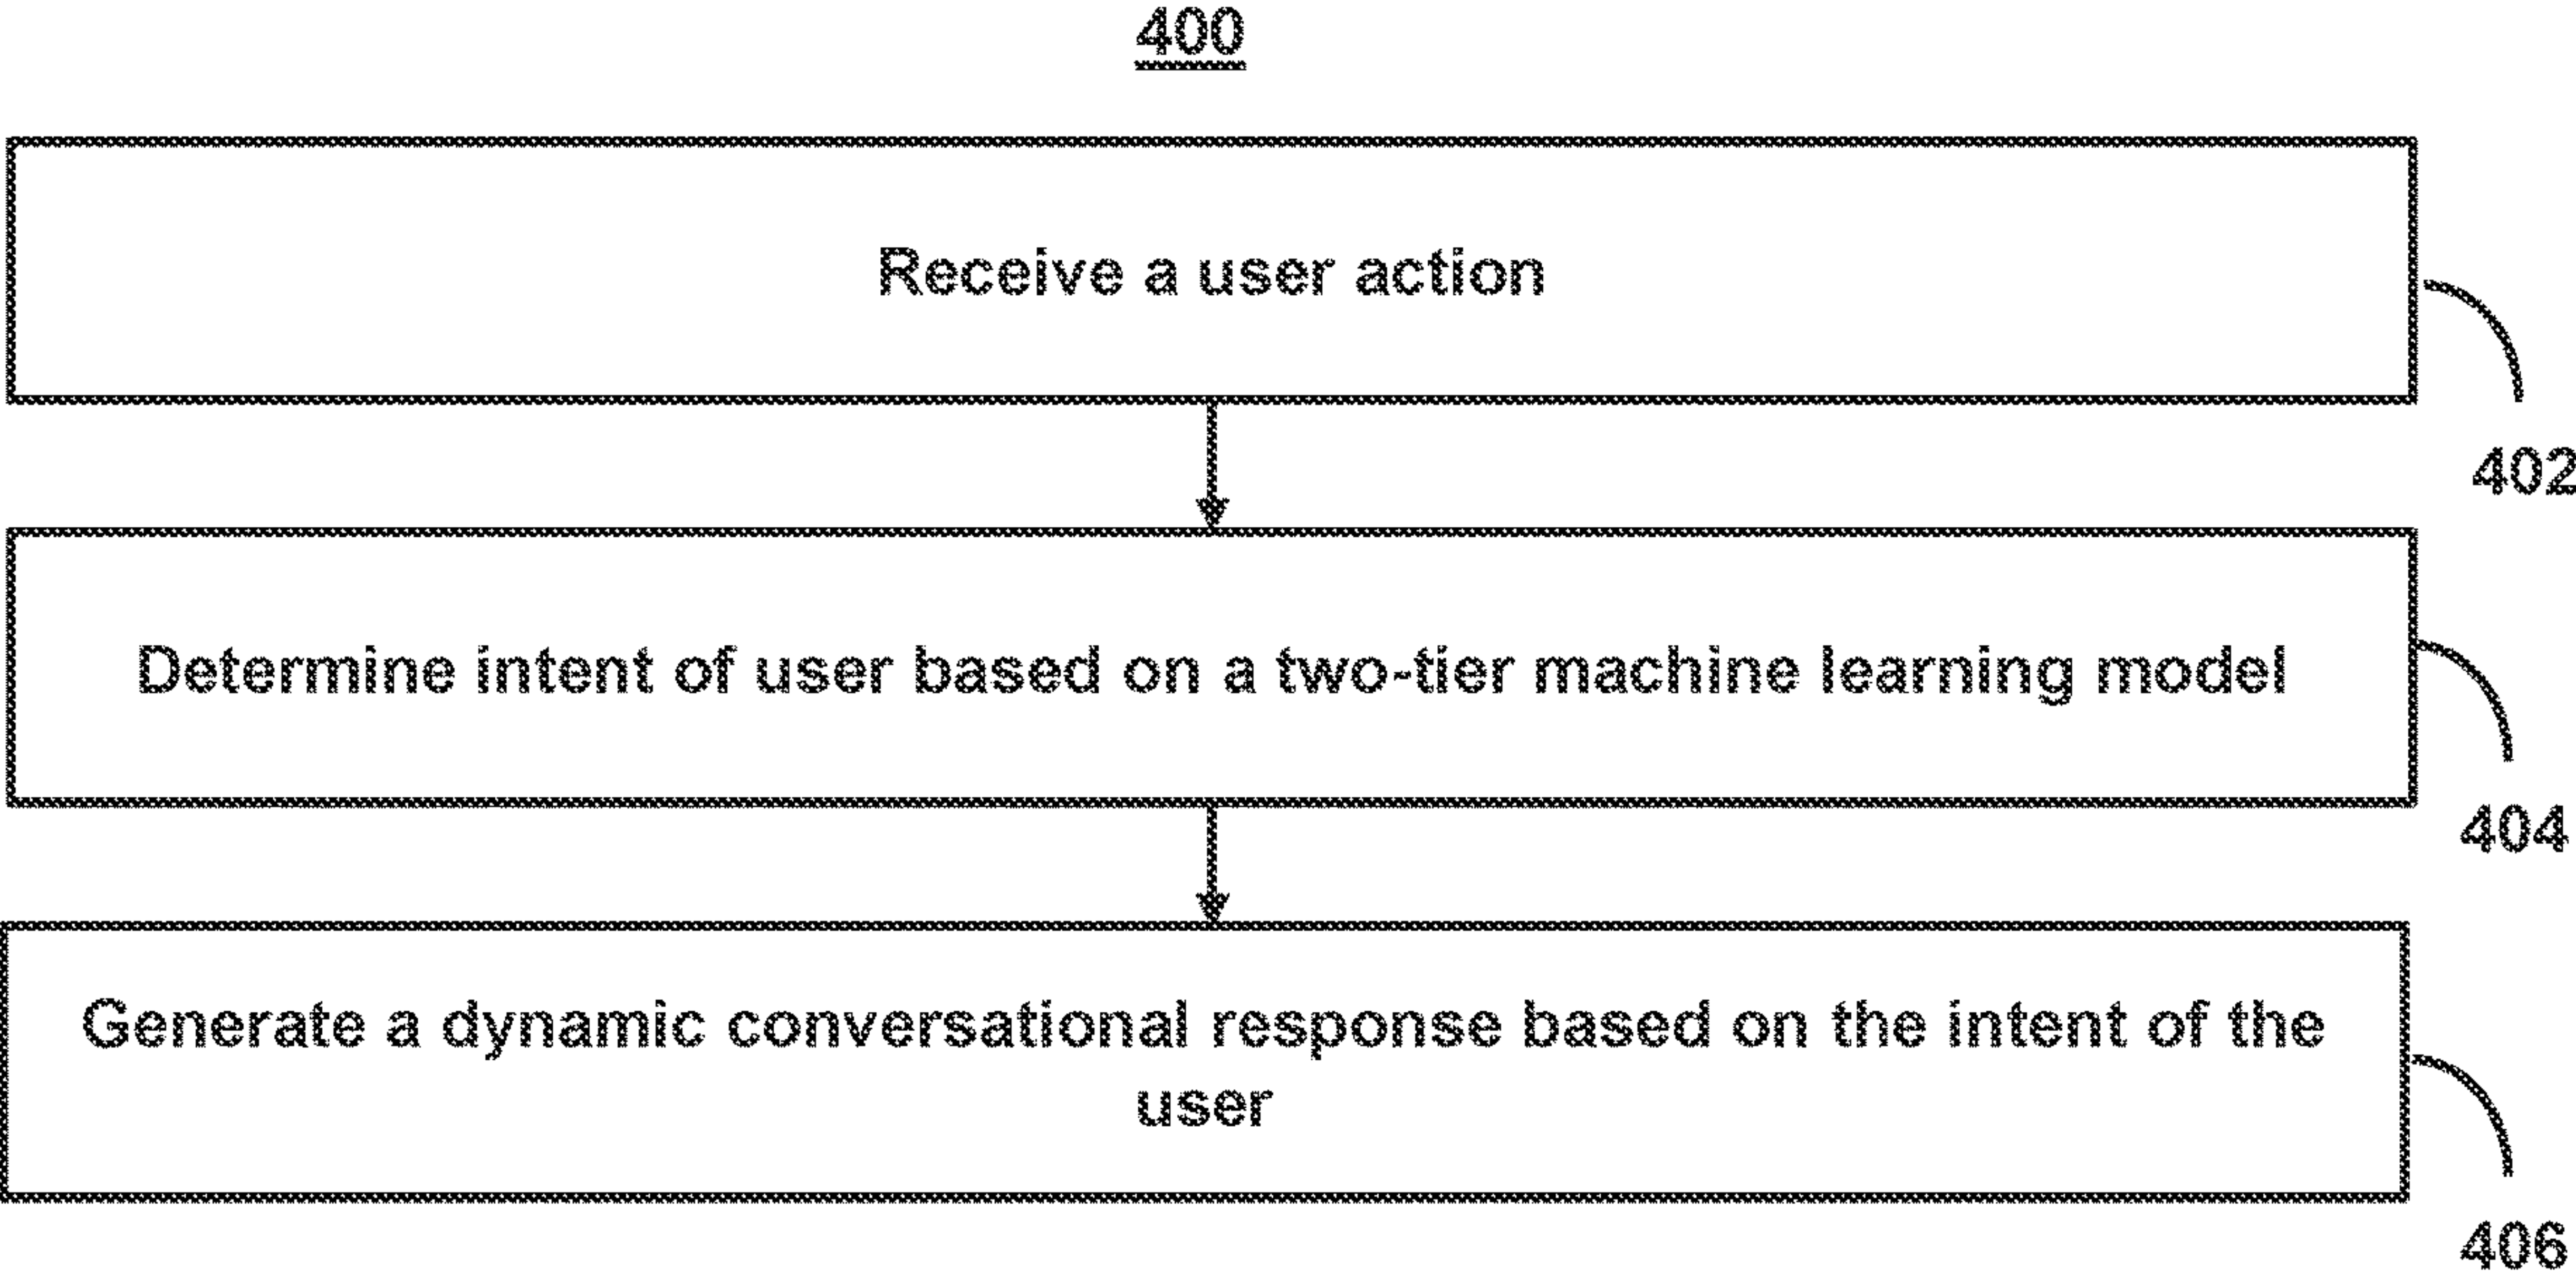 400
Receive a user action
402
Determine intent of user based on a two-tier machine learning model
404
Generate a dynamic conversational response based on the intent of the
user
406